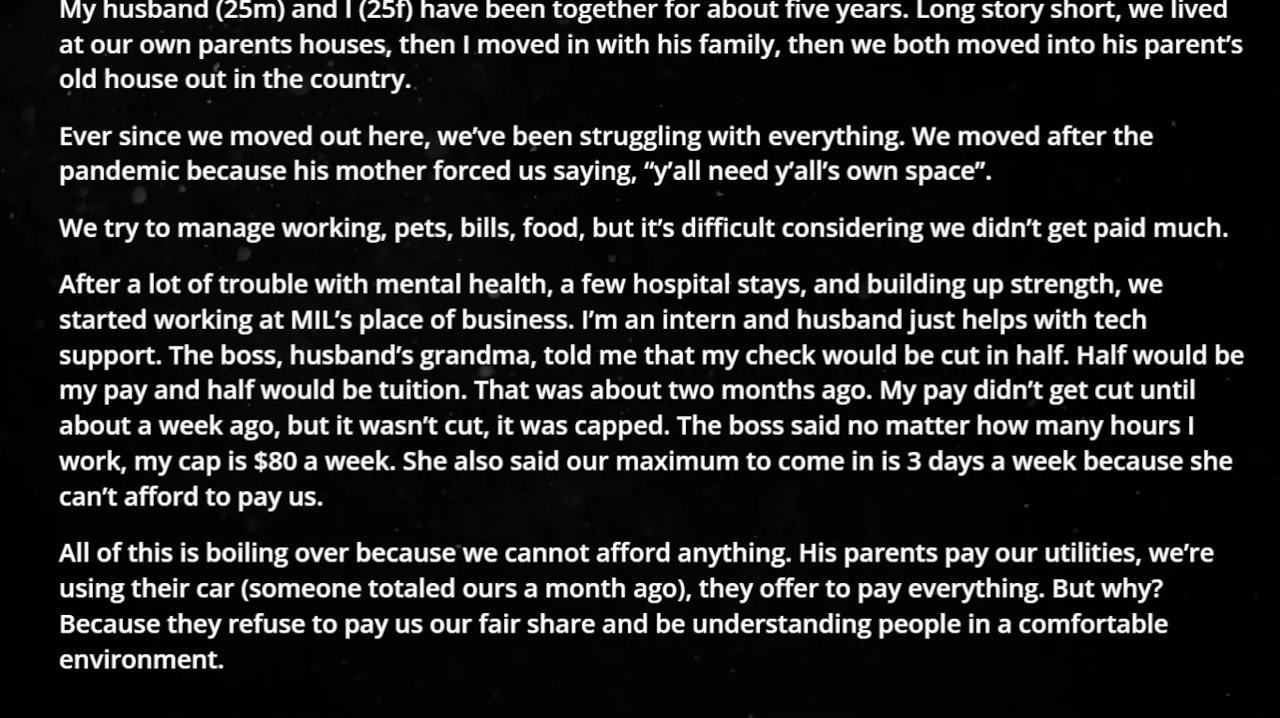 My husband (25m) and I (25f) have been together for about five years. Long story short, we lived
at our own parents houses, then I moved in with his family, then we both moved into his parent’s
old house out in the country.
Ever since we moved out here, we’ve been struggling with everything. We moved after the
pandemic because his mother forced us saying, “y’all need y’all’s own space”.
We try to manage working, pets, bills, food, but it’s difficult considering we didn’t get paid much.
After a lot of trouble with mental health, a few hospital stays, and building up strength, we
started working at MIL’s place of business. I’m an intern and husband just helps with tech
support. The boss, husband’s grandma, told me that my check would be cut in half. Half would be
my pay and half would be tuition. That was about two months ago. My pay didn’t get cut until
about a week ago, but it wasn’t cut, it was capped. The boss said no matter how many hours I
work, my cap is $80 a week. She also said our maximum to come in is 3 days a week because she
can’t afford to pay us.
All of this is boiling over because we cannot afford anything. His parents pay our utilities, we’re
using their car (someone totaled ours a month ago), they offer to pay everything. But why?
Because they refuse to pay us our fair share and be understanding people in a comfortable
environment.